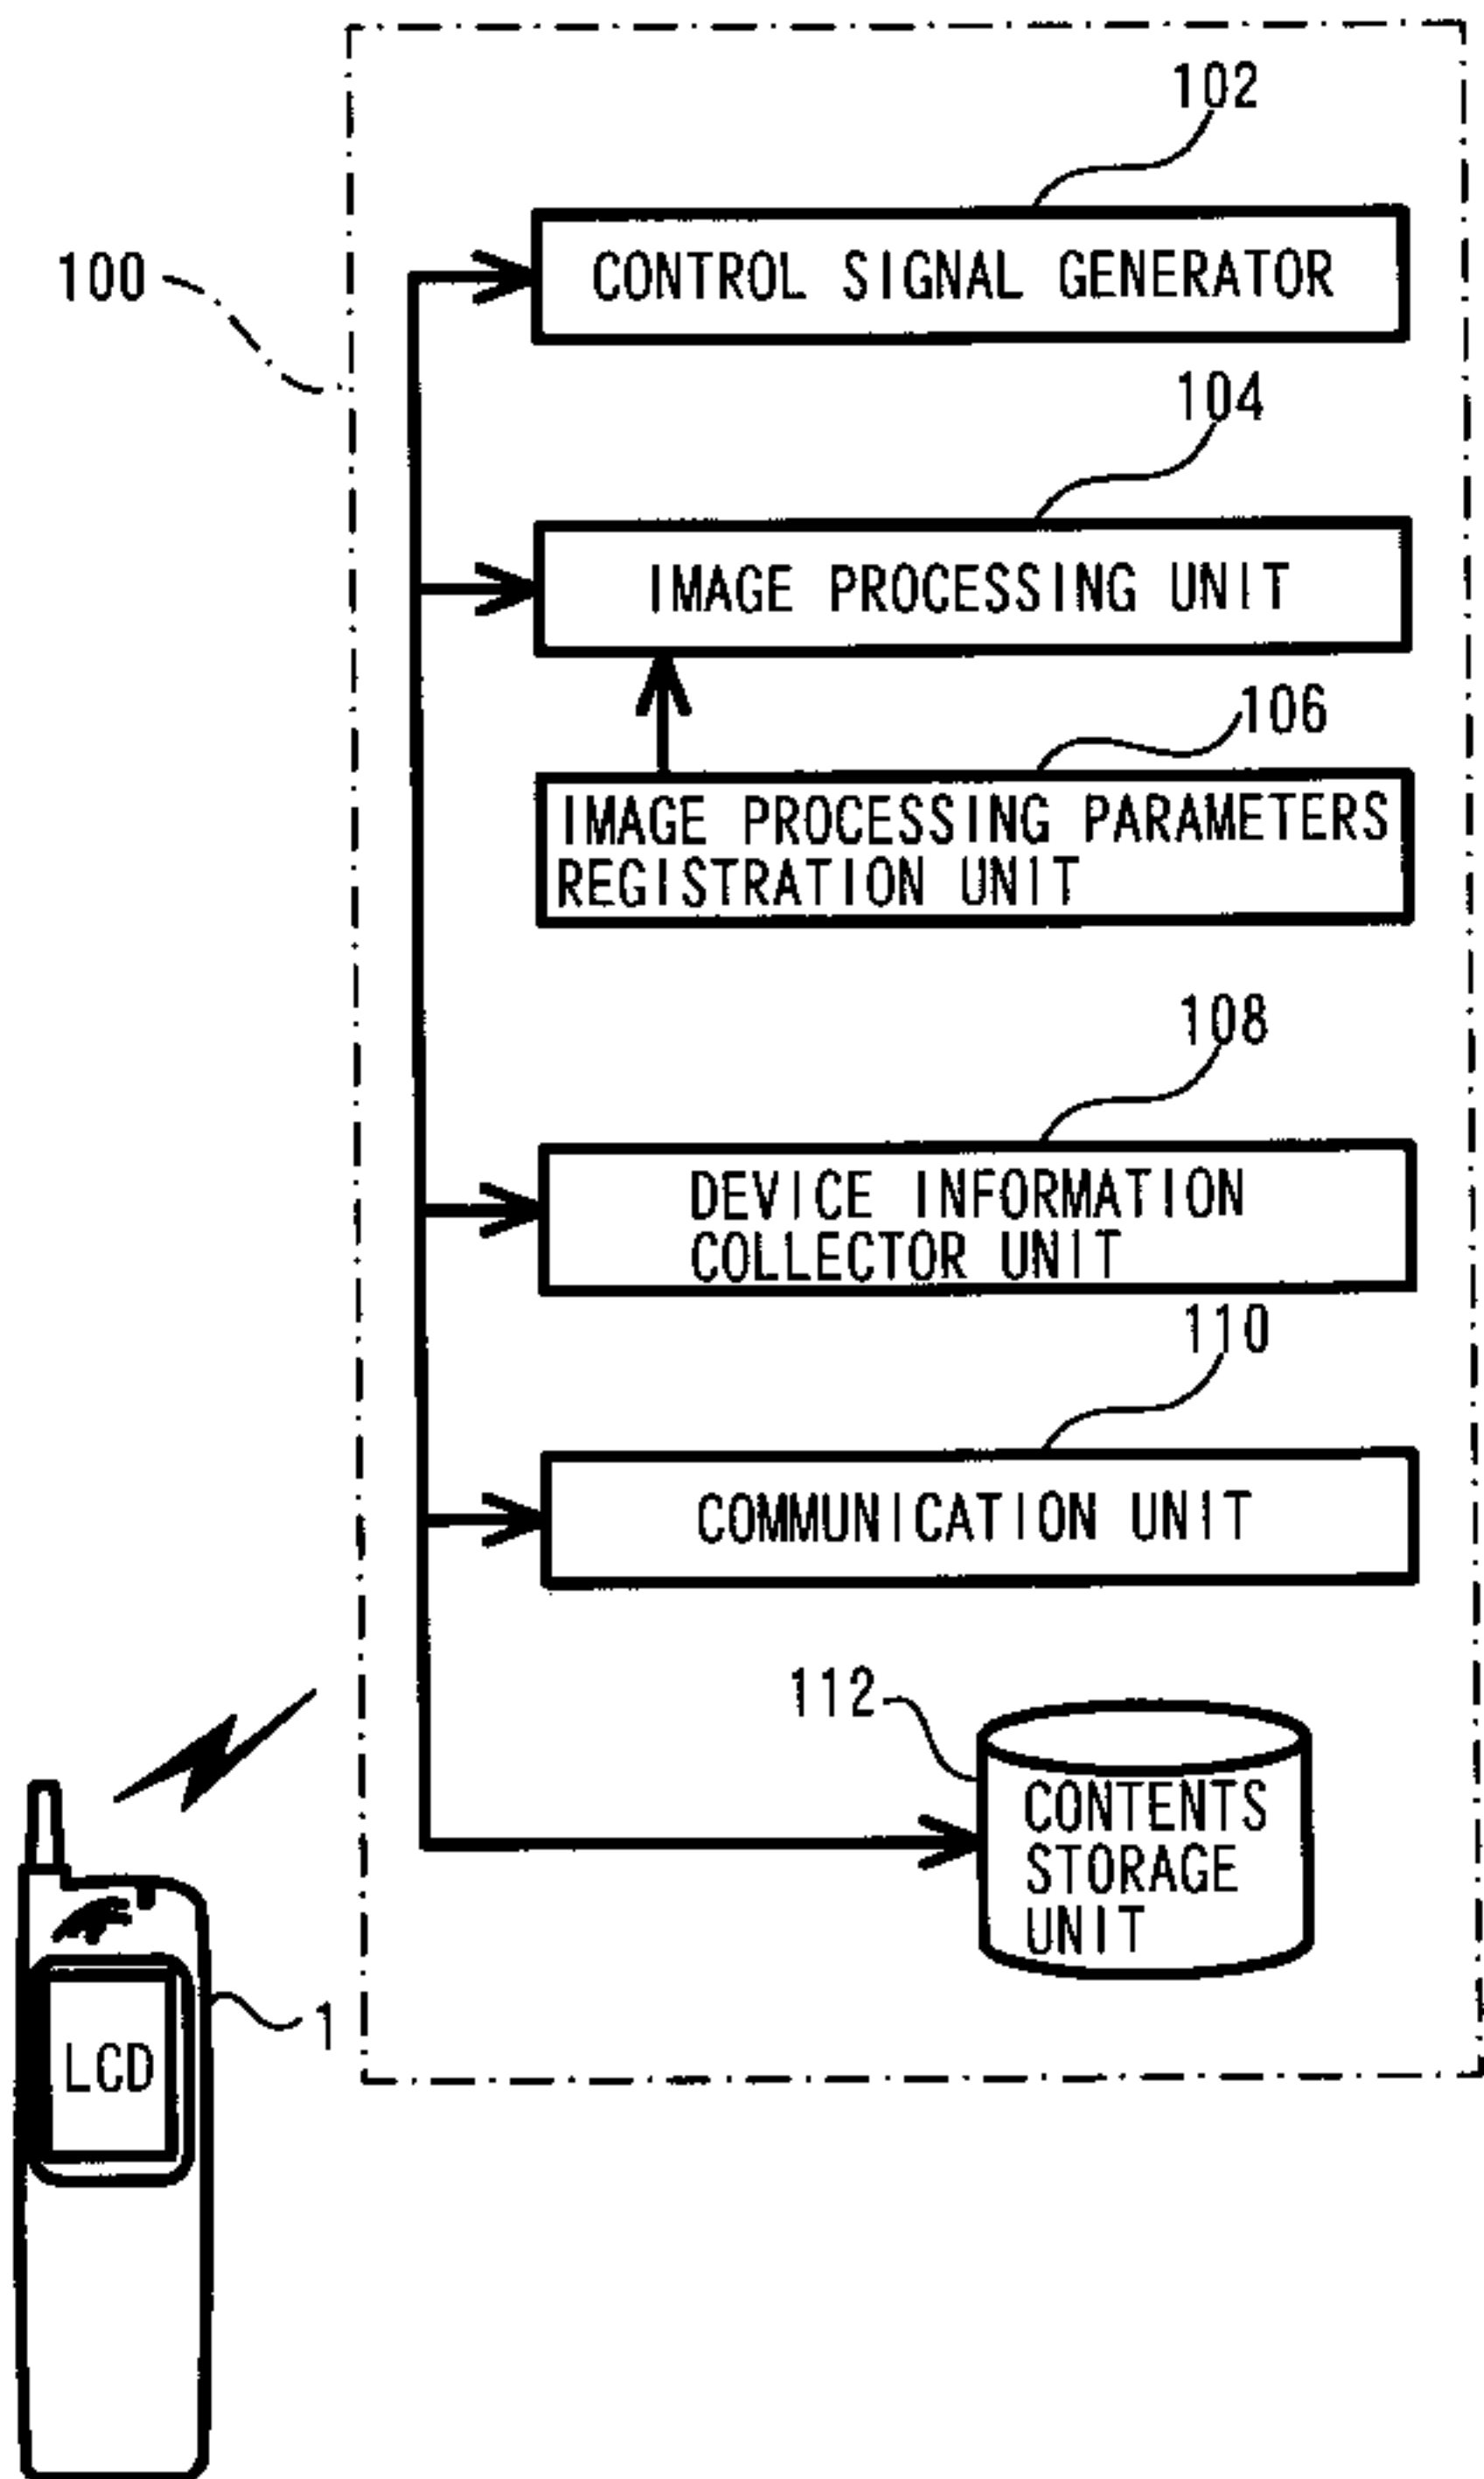 102
100
CONTROL SIGNAL GENERATOR
104
IMAGE PROCESSING UNIT
106
IMAGE PROCESSING PARAMETERS
REGISTRATION UNIT
108
DEVICE INFORMATION
COLLECTOR UNIT
110
COMMUNICATION UNIT
112
CONTENTS
STORAGE
UNIT
1
LCD